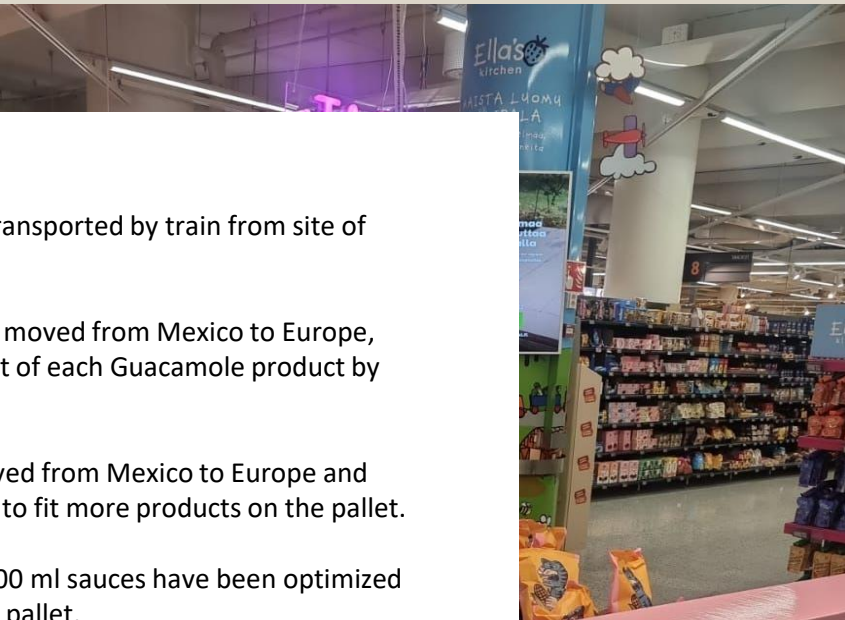 Ella's
kitchen
LUOMU
ransported by train from site of
moved from Mexico to Europe,
t of each Guacamole product by
ved from Mexico to Europe and
to fit more products on the pallet.
00 ml sauces have been optimized
pallet.
8